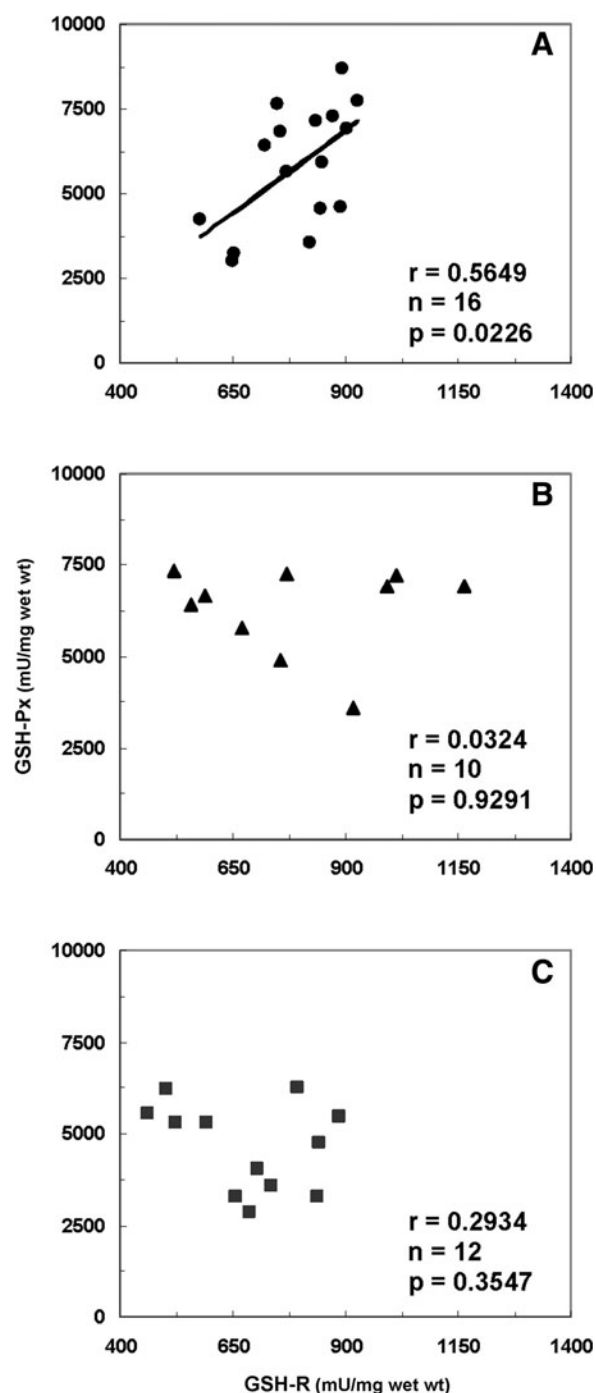 A
10000
7500
5000
2500
0
r = 0.5649
n = 16
p = 0.0226
400 650 900 1150 1400
B
10000
7500
5000
2500
0
GSH-Px (mU/mg wet wt)
r = 0.0324
n = 10
p = 0.9291
400 650 900 1150 1400
C
10000
7500
5000
2500
0
r = 0.2934
n = 12
p = 0.3547
400 650 900 1150 1400
GSH-R (mU/mg wet wt)